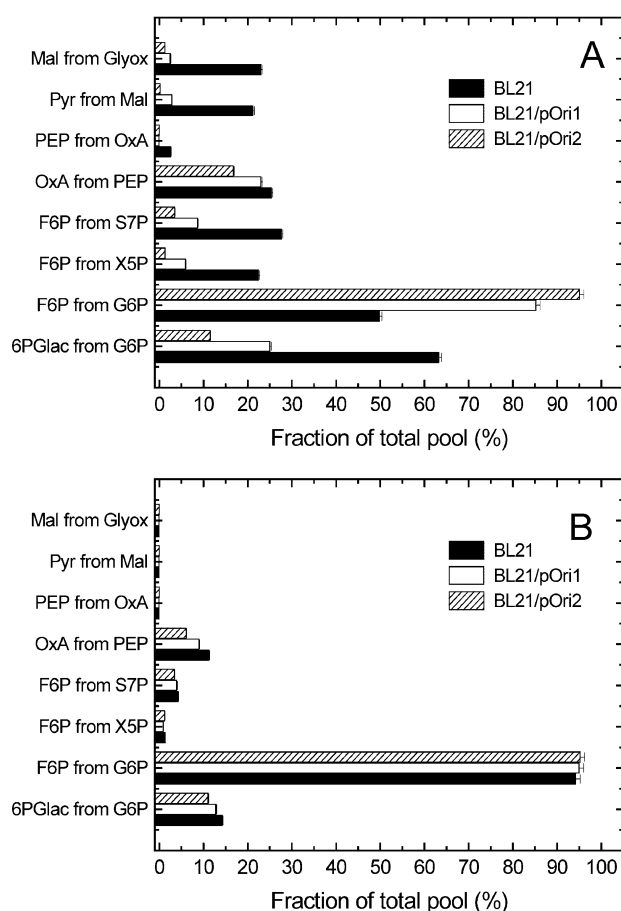 A
Mal from Glyox
Pyr from Mal
PEP from OxA
OxA from PEP
F6P from S7P
F6P from X5P
F6P from G6P
6PGlac from G6P
BL21
BL21/pOri1
BL21/pOri2
0 10 20 30 40 50 60 70 80 90 100
Fraction of total pool (%)
B
Mal from Glyox
Pyr from Mal
PEP from OxA
OxA from PEP
F6P from S7P
F6P from X5P
F6P from G6P
6PGlac from G6P
BL21
BL21/pOri1
BL21/pOri2
0 10 20 30 40 50 60 70 80 90 100
Fraction of total pool (%)